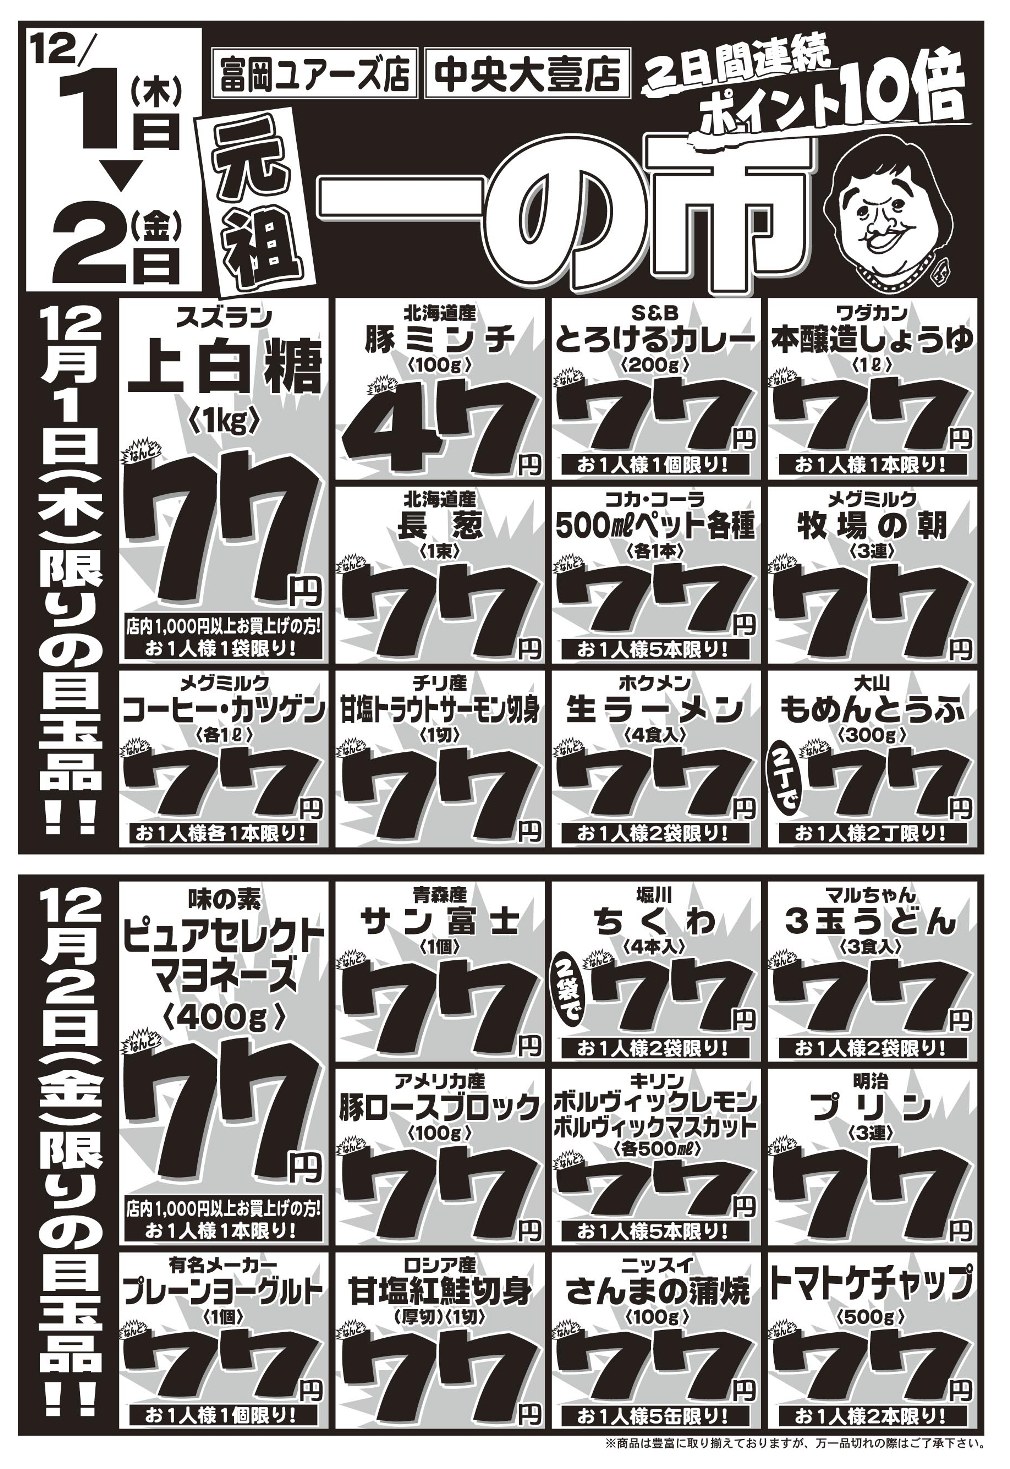 12/
1日(木)
▼
2日(金)
富岡ユアーズ店 中央大壹店
2日間連続
ポイント10倍
元祖
一の市
12月1日(木)限りの目玉品!!
スズラン
上白糖
〈1kg〉
なんと
77円
店内1,000円以上お買上げの方!
お1人様1袋限り!
北海道産
豚ミンチ
〈100g〉
なんと
47円
S&B
とろけるカレー
〈200g〉
なんと
77円
お1人様1個限り!
ワダカン
本醸造しょうゆ
〈1ℓ〉
なんと
77円
お1人様1本限り!
北海道産
長葱
〈1束〉
なんと
77円
コカ・コーラ
500㎖ペット各種
〈各1本〉
なんと
77円
お1人様5本限り!
メグミルク
牧場の朝
〈3連〉
なんと
77円
メグミルク
コーヒー・カツゲン
〈各1ℓ〉
なんと
77円
お1人様各1本限り!
チリ産
甘塩トラウトサーモン切身
〈1切〉
なんと
77円
ホクメン
生ラーメン
〈4食入〉
なんと
77円
お1人様2袋限り!
大山
もめんとうふ
〈300g〉
2丁で
なんと
77円
お1人様2丁限り!
12月2日(金)限りの目玉品!!
味の素
ピュアセレクト
マヨネーズ
〈400g〉
なんと
77円
店内1,000円以上お買上げの方!
お1人様1本限り!
青森産
サン富士
〈1個〉
なんと
77円
堀川
ちくわ
〈4本入〉
2袋で
なんと
77円
お1人様2袋限り!
マルちゃん
3玉うどん
〈3食入〉
なんと
77円
お1人様2袋限り!
アメリカ産
豚ロースブロック
〈100g〉
なんと
77円
キリン
ボルヴィックレモン
ボルヴィックマスカット
〈各500㎖〉
なんと
77円
お1人様5本限り!
明治
プリン
〈3連〉
なんと
77円
有名メーカー
プレーンヨーグルト
〈1個〉
なんと
77円
お1人様1個限り!
ロシア産
甘塩紅鮭切身
(厚切)〈1切〉
なんと
77円
ニッスイ
さんまの蒲焼
〈100g〉
なんと
77円
お1人様5缶限り!
トマトケチャップ
〈500g〉
なんと
77円
お1人様2本限り!
※商品は豊富に取り揃えておりますが、万一品切れの際はご了承下さい。